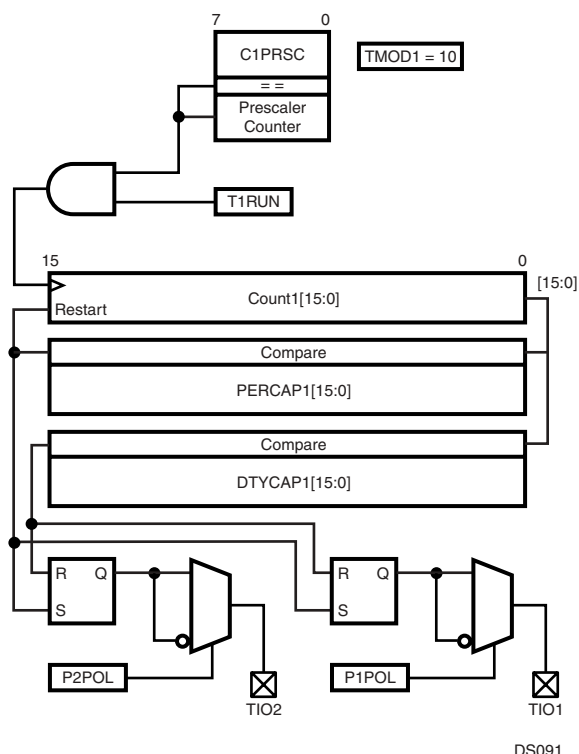 7 0
C1PRSC
TMOD1 = 10
= =
Prescaler
Counter
T1RUN
15 0
[15:0]
Count1[15:0]
Restart
Compare
PERCAP1[15:0]
Compare
DTYCAP1[15:0]
R Q R Q
S S
P2POL P1POL
TIO2 TIO1
DS091